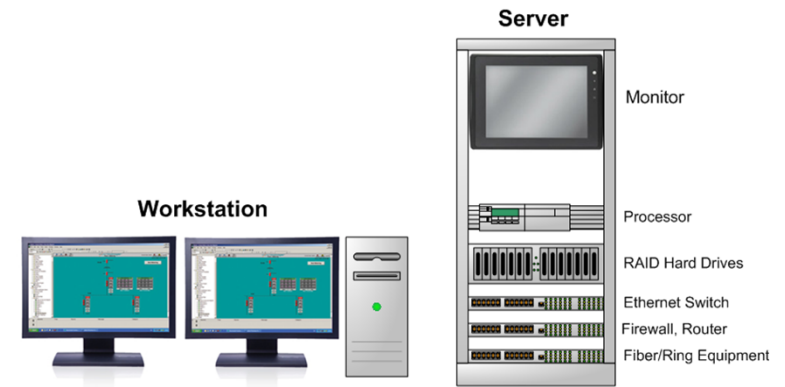 Server
Monitor
Workstation
Processor
RAID Hard Drives
Ethernet Switch
Firewall, Router
Fiber/Ring Equipment